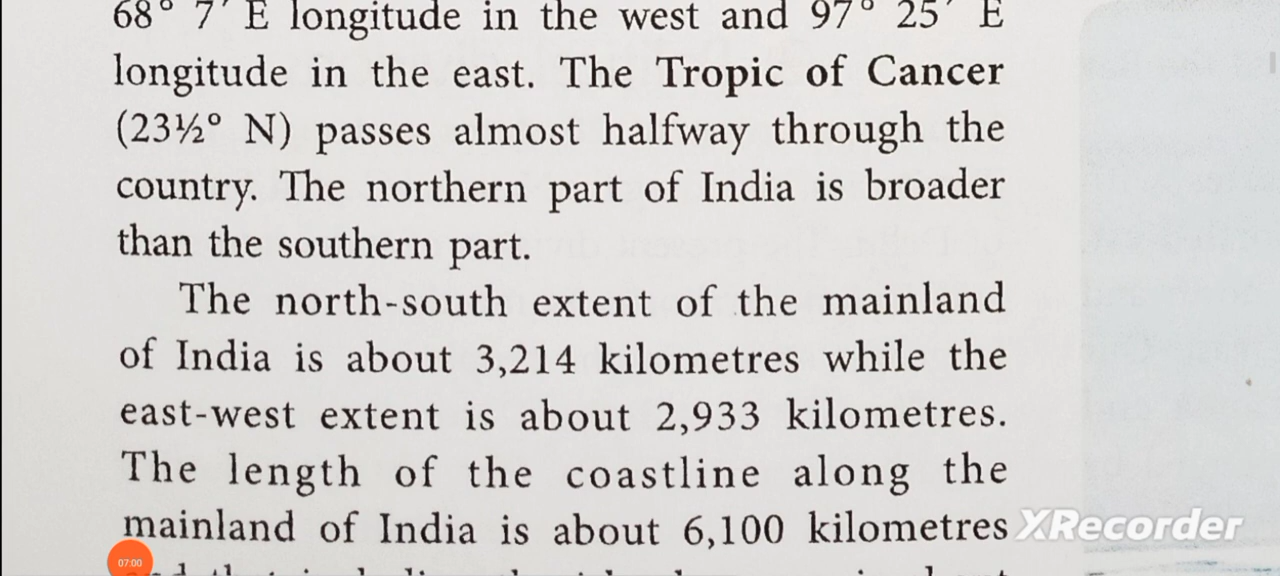 68° 7′ E longitude in the west and 97° 25′ E
longitude in the east. The Tropic of Cancer
(23½° N) passes almost halfway through the
country. The northern part of India is broader
than the southern part.
The north-south extent of the mainland
of India is about 3,214 kilometres while the
east-west extent is about 2,933 kilometres.
The length of the coastline along the
mainland of India is about 6,100 kilometres
XRecorder
07:00